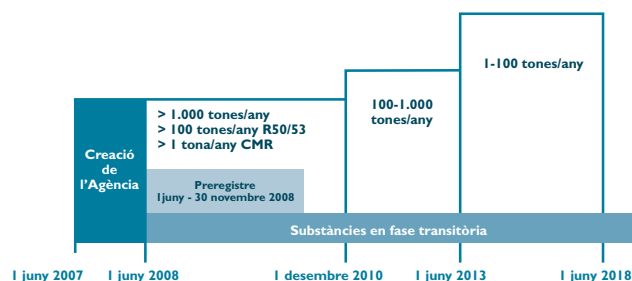 1-100 tones/any
> 1.000 tones/any
> 100 tones/any R50/53
> 1 tona/any CMR
100-1.000
tones/any
Creació
de
l'Agència
Preregistre
1juny - 30 novembre 2008
Substàncies en fase transitòria
1 juny 2007
1 juny 2008
1 desembre 2010
1 juny 2013
1 juny 2018